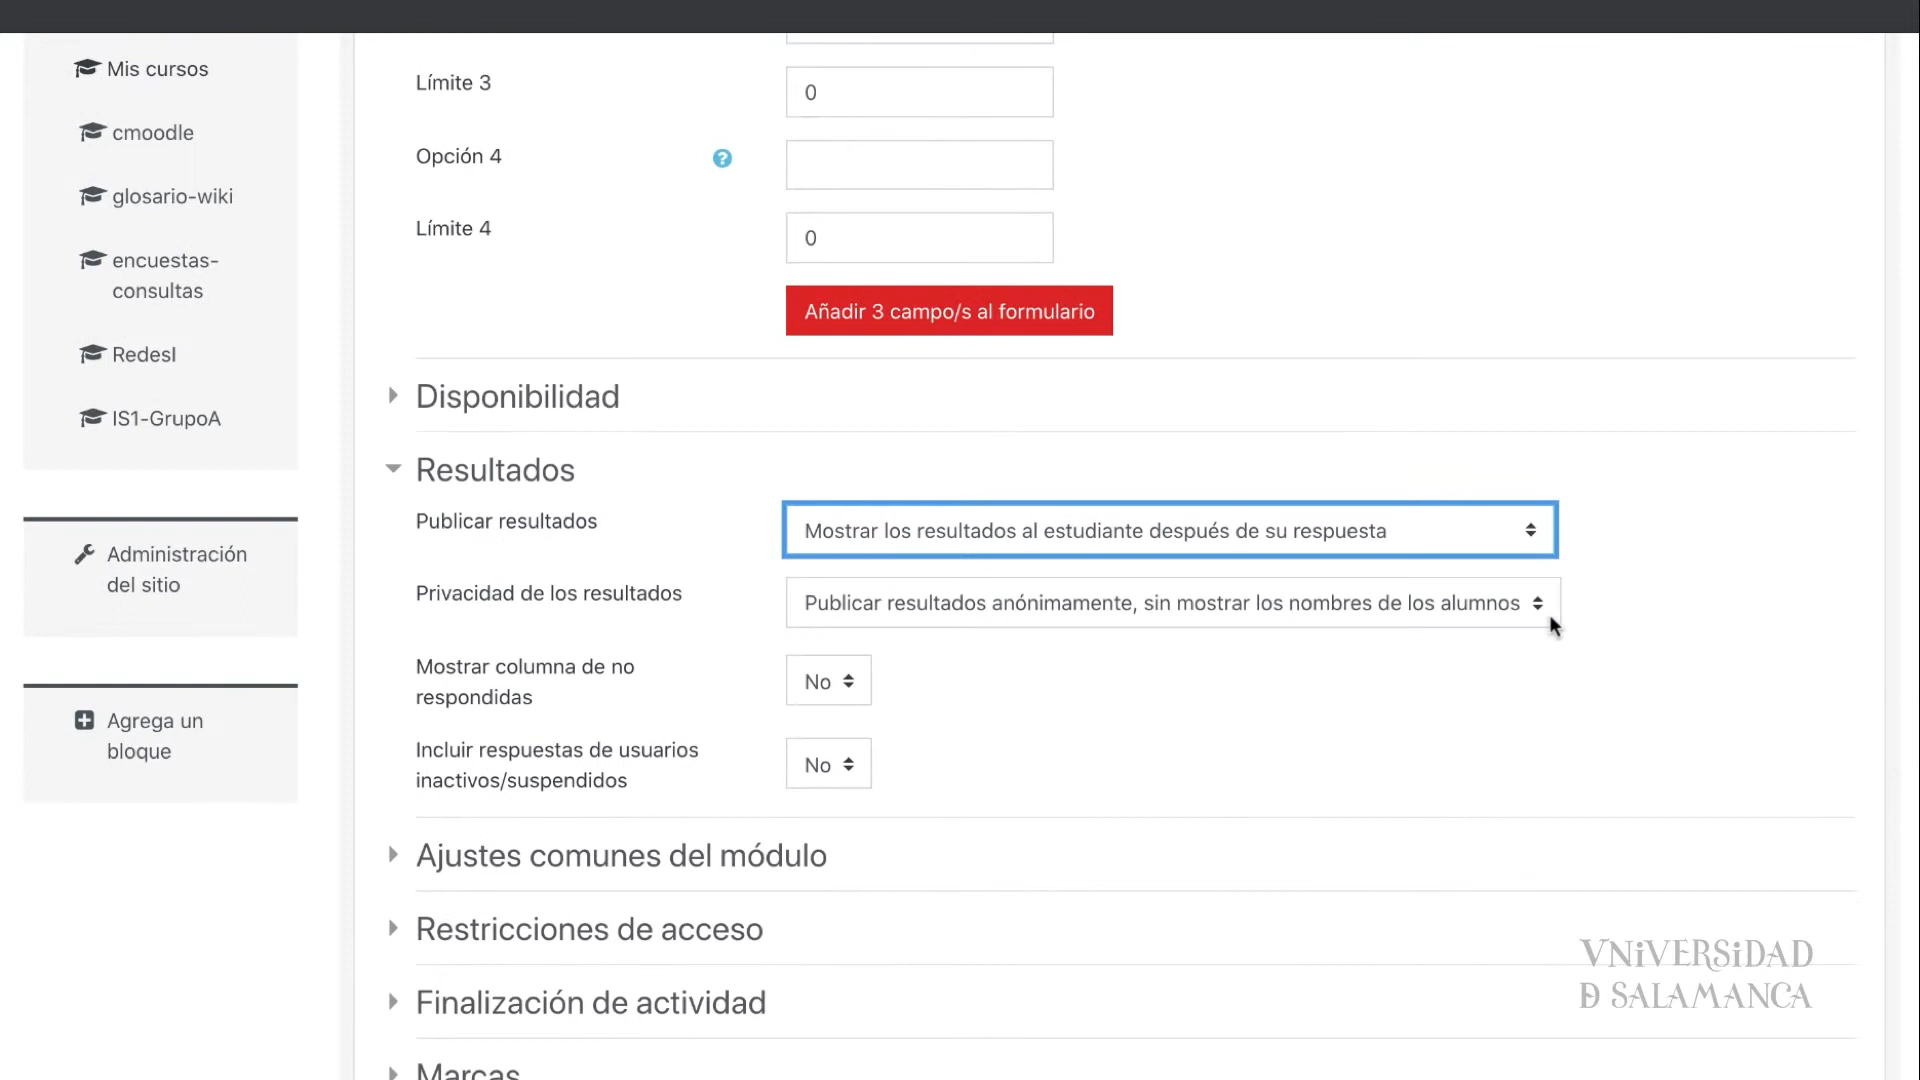 Mis cursos
cmoodle
glosario-wiki
encuestas-
consultas
RedesI
IS1-GrupoA
Administración
del sitio
Agrega un
bloque
Límite 3
0
Opción 4
?
Límite 4
0
Añadir 3 campo/s al formulario
Disponibilidad
Resultados
Publicar resultados
Mostrar los resultados al estudiante después de su respuesta
Privacidad de los resultados
Publicar resultados anónimamente, sin mostrar los nombres de los alumnos
Mostrar columna de no
respondidas
No
Incluir respuestas de usuarios
inactivos/suspendidos
No
Ajustes comunes del módulo
Restricciones de acceso
Finalización de actividad
Marcas
VNiVERSiDAD
D SALAMANCA